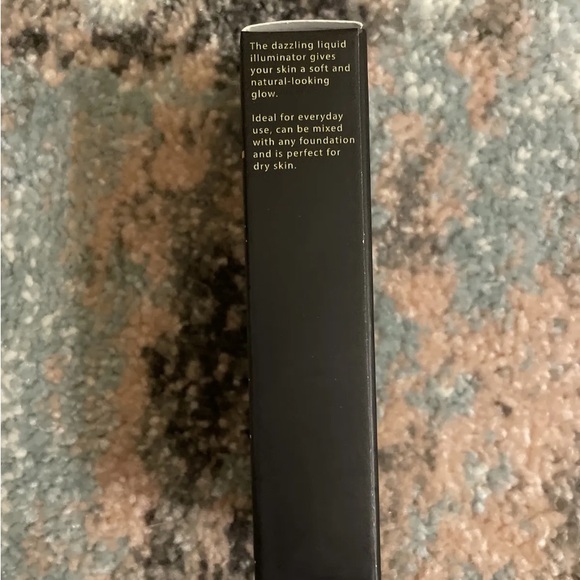 The dazzling liquid
illuminator gives
your skin a soft and
natural-looking
glow.
Ideal for everyday
use, can be mixed
with any foundation
and is perfect for
dry skin.